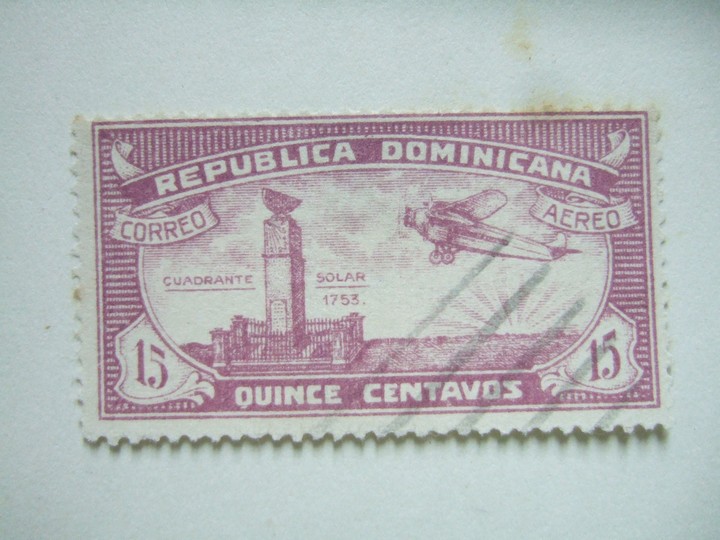 REPUBLICA DOMINICANA
CORREO AEREO
CUADRANTE SOLAR
1753.
15 QUINCE CENTAVOS 15